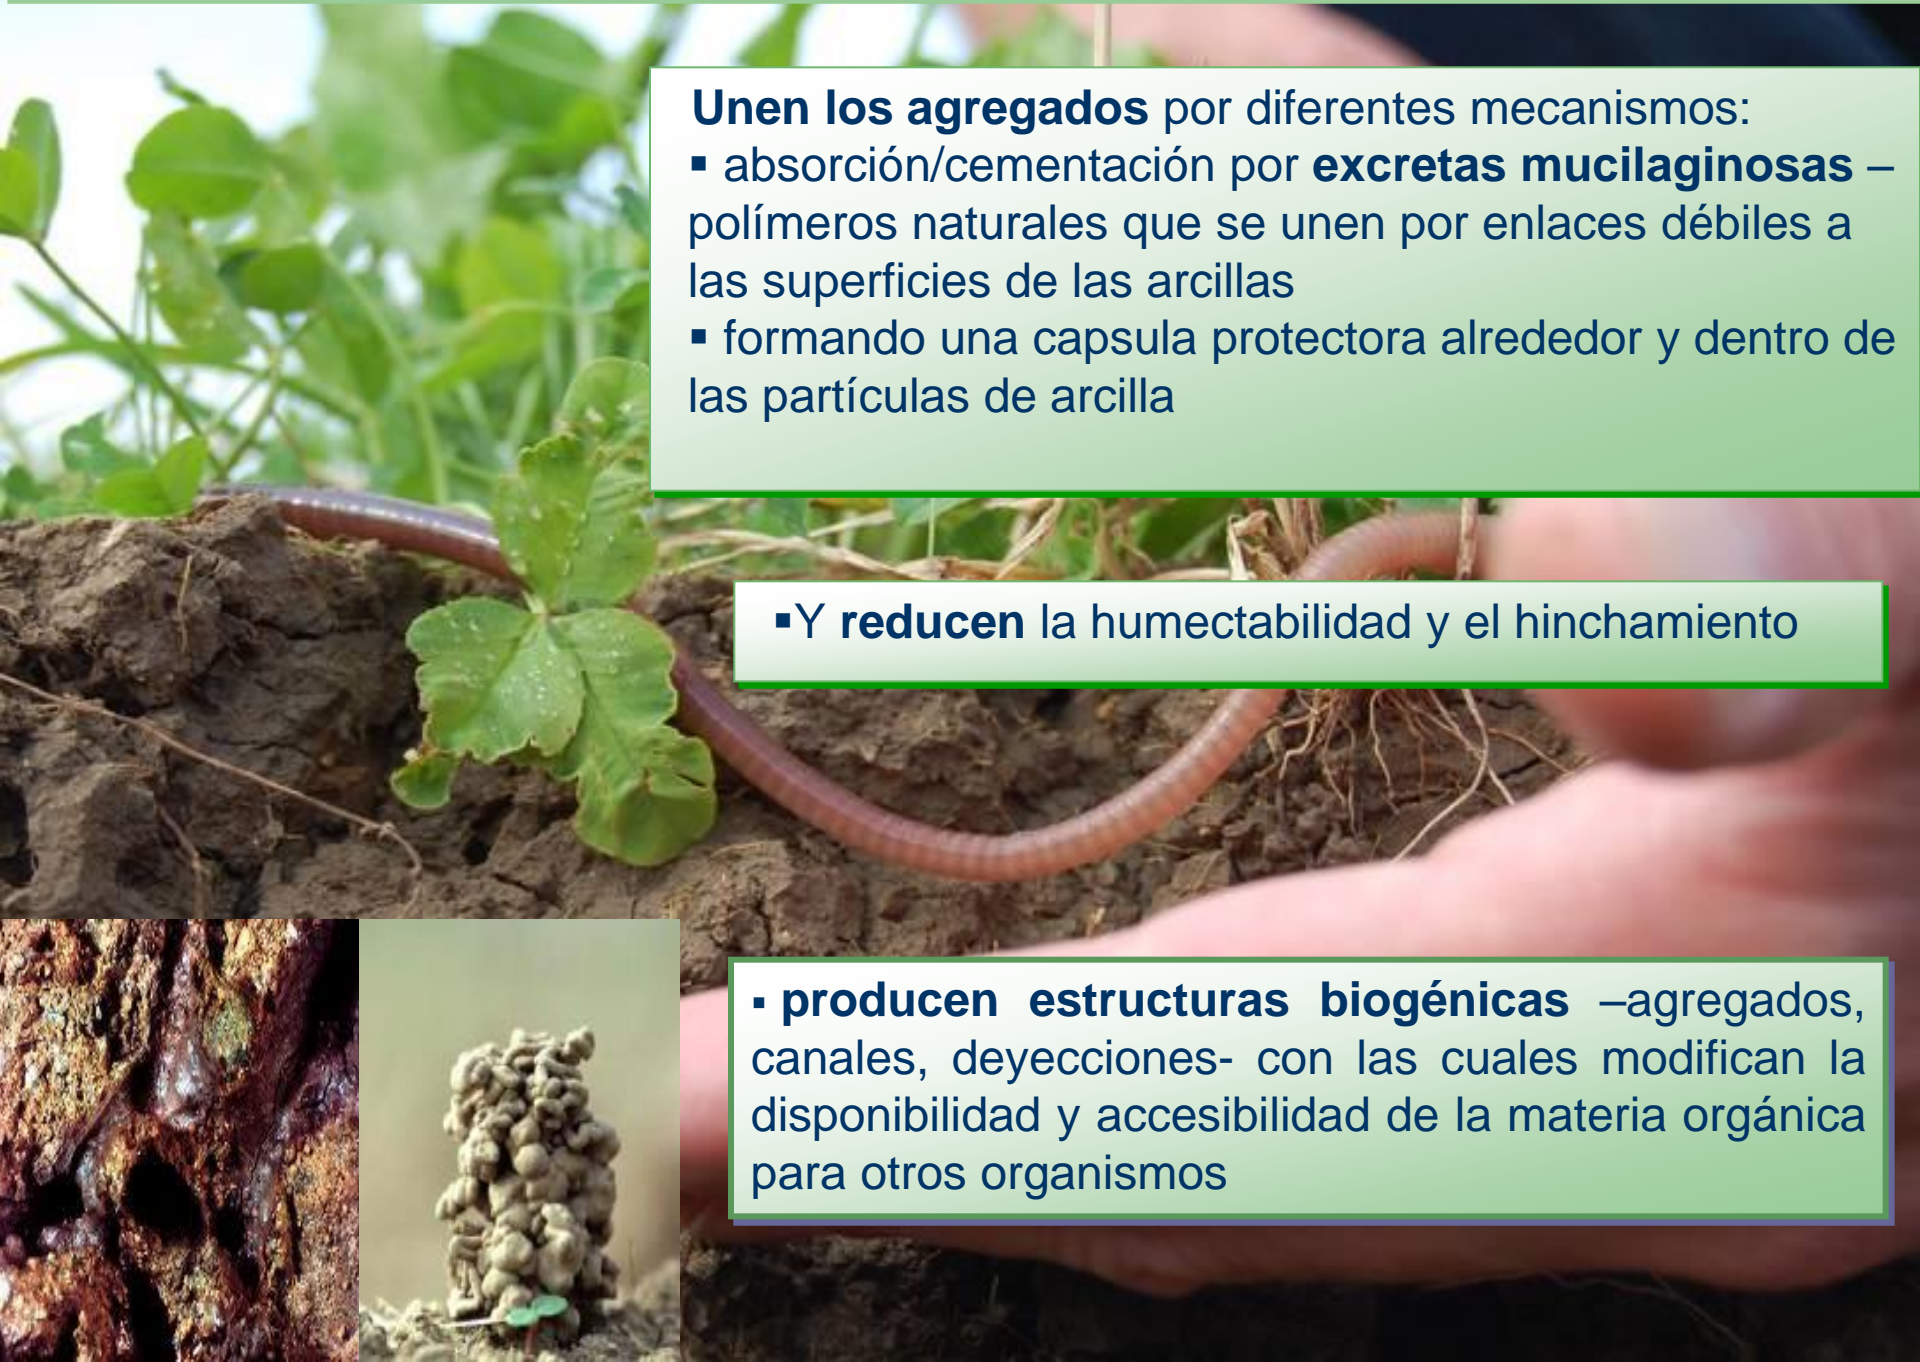 Unen los agregados por diferentes mecanismos:
▪ absorción/cementación por excretas mucilaginosas –
polímeros naturales que se unen por enlaces débiles a
las superficies de las arcillas
▪ formando una capsula protectora alrededor y dentro de
las partículas de arcilla
▪Y reducen la humectabilidad y el hinchamiento
▪ producen estructuras biogénicas –agregados,
canales, deyecciones- con las cuales modifican la
disponibilidad y accesibilidad de la materia orgánica
para otros organismos